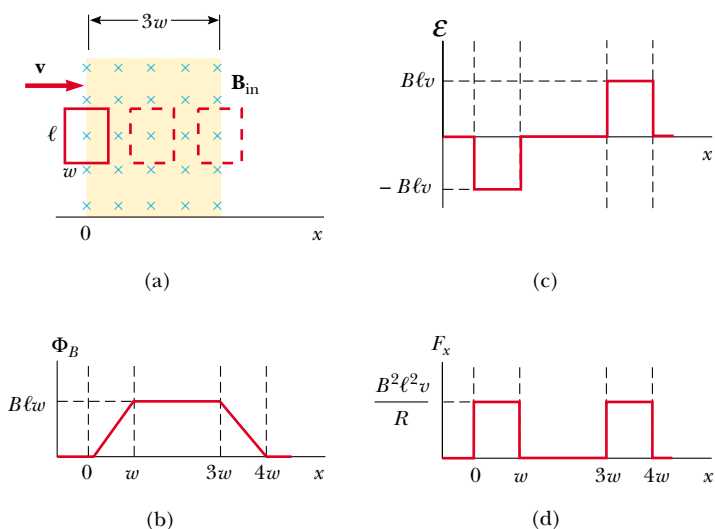 3w
v
B_in
ℓ
w
0 x
(a)
ℰ
Bℓv
x
− Bℓv
(c)
Φ_B
Bℓw
0 w 3w 4w x
(b)
F_x
B²ℓ²v
R
0 w 3w 4w x
(d)